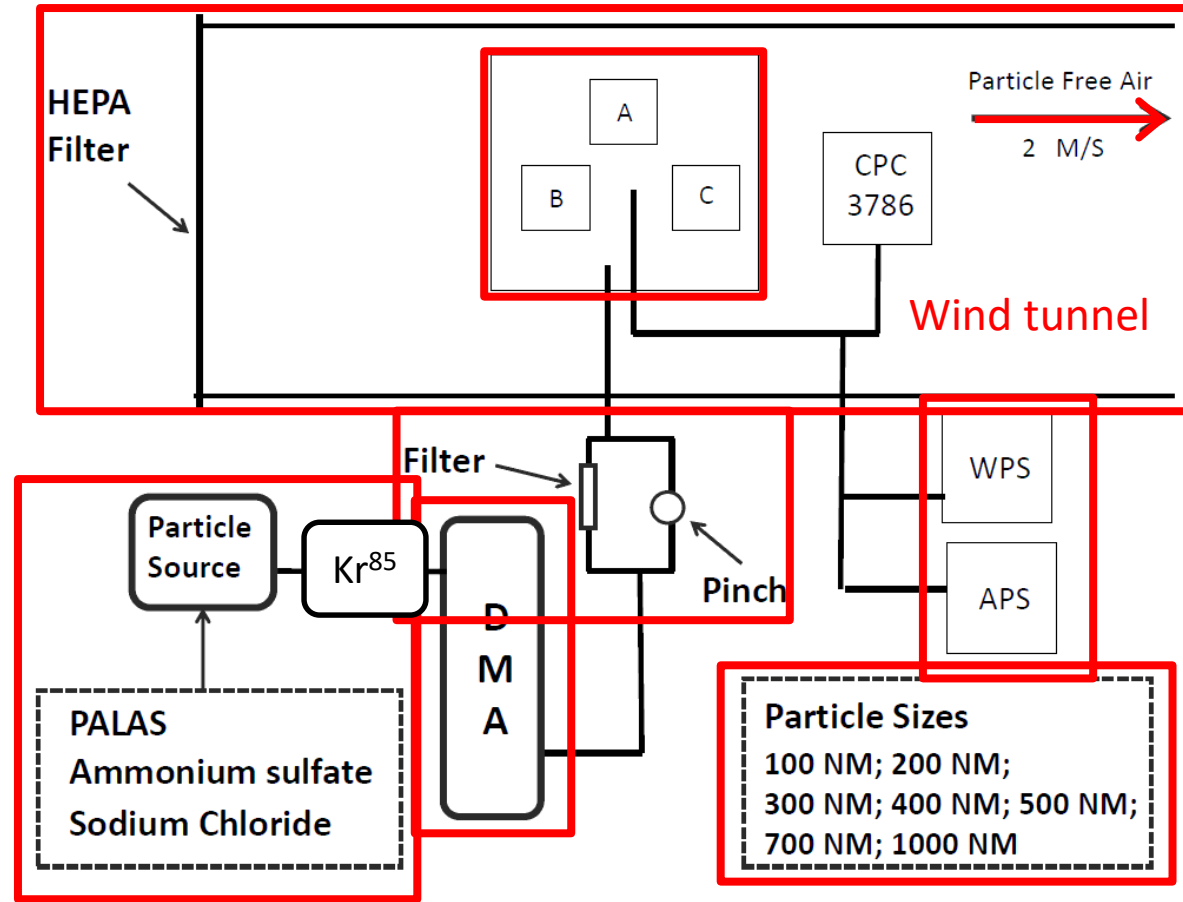 HEPA
Filter
A
B
C
CPC
3786
Particle Free Air
2 M/S
Wind tunnel
Filter
Pinch
Particle
Source
Kr⁸⁵
D
M
A
WPS
APS
PALAS
Ammonium sulfate
Sodium Chloride
Particle Sizes
100 NM; 200 NM;
300 NM; 400 NM; 500 NM;
700 NM; 1000 NM